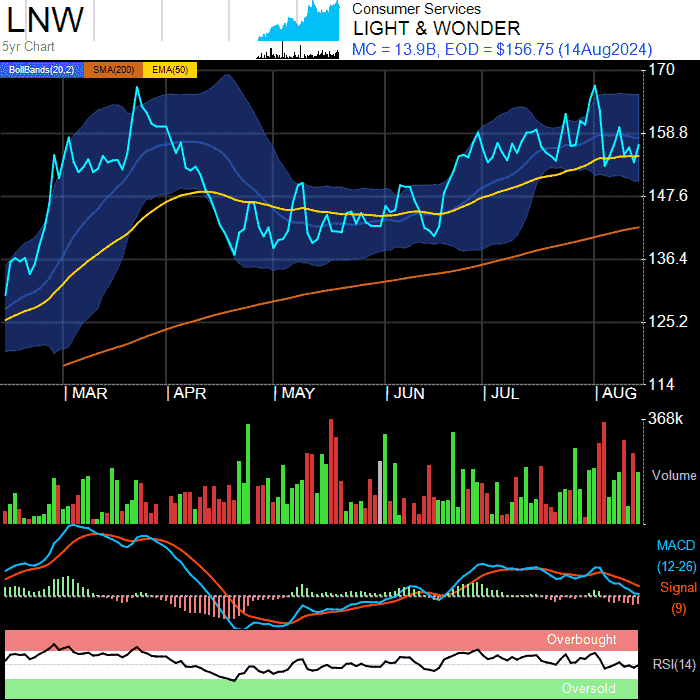 LNW
5yr Chart
Consumer Services
LIGHT & WONDER
MC = 13.9B, EOD = $156.75 (14Aug2024)
BollBands(20,2) SMA(200) EMA(50)
170
158.8
147.6
136.4
125.2
114
MAR APR MAY JUN JUL AUG
368k
Volume
MACD
(12-26)
Signal
(9)
Overbought
RSI(14)
Oversold